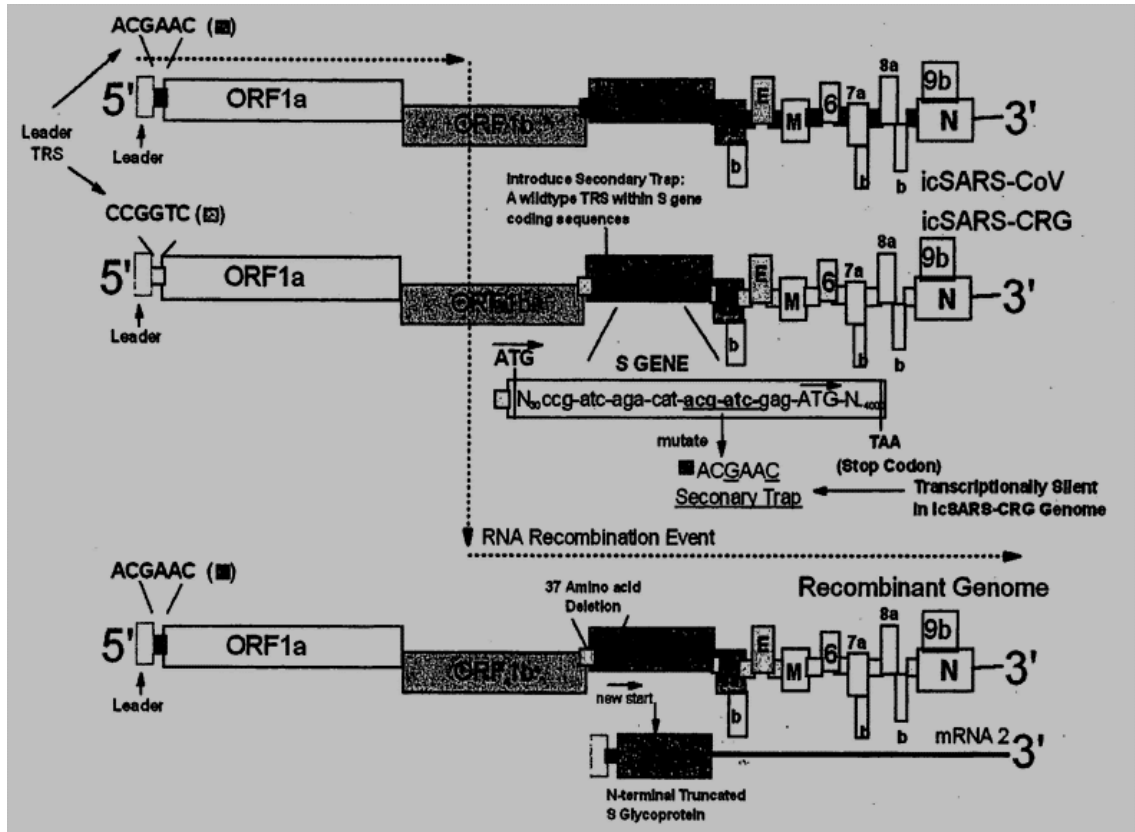 ACGAAC
5'
ORF1a
ORF1b
E
M
6
7a
b
8a
b
9b
N
3'
b
Leader
TRS
Leader
icSARS-CoV
Introduce Secondary Trap:
A wildtype TRS within S gene
coding sequences
icSARS-CRG
CCGGTC
5'
ORF1a
E
M
6
7a
b
8a
b
9b
N
3'
b
Leader
ATG
S GENE
ccg-atc-aga-cat-acg-atc-gag-ATG-N
mutate
TAA
(Stop Codon)
ACGAAC
Seconary Trap
Transcriptionally Silent
in icSARS-CRG Genome
RNA Recombination Event
ACGAAC
37 Amino acid
Deletion
Recombinant Genome
5'
ORF1a
ORF1b
E
M
6
7a
b
8a
b
9b
N
3'
b
Leader
new start
mRNA 2
3'
N-terminal Truncated
S Glycoprotein